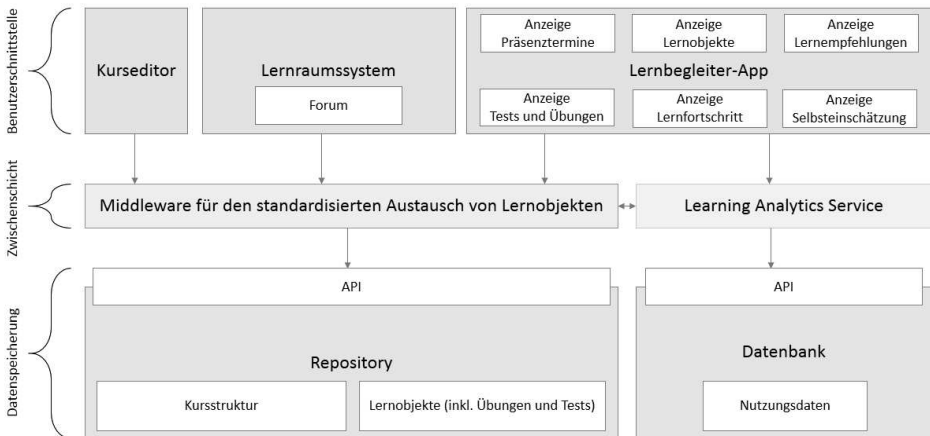 Benutzerschnittstelle
Kurseditor
Lernraumssystem
Forum
Anzeige
Präsenztermine
Anzeige
Lernobjekte
Anzeige
Lernempfehlungen
Lernbegleiter-App
Anzeige
Tests und Übungen
Anzeige
Lernfortschritt
Anzeige
Selbsteinschätzung
Zwischenschicht
Middleware für den standardisierten Austausch von Lernobjekten
Learning Analytics Service
Datenspeicherung
API
Repository
Kursstruktur
Lernobjekte (inkl. Übungen und Tests)
API
Datenbank
Nutzungsdaten